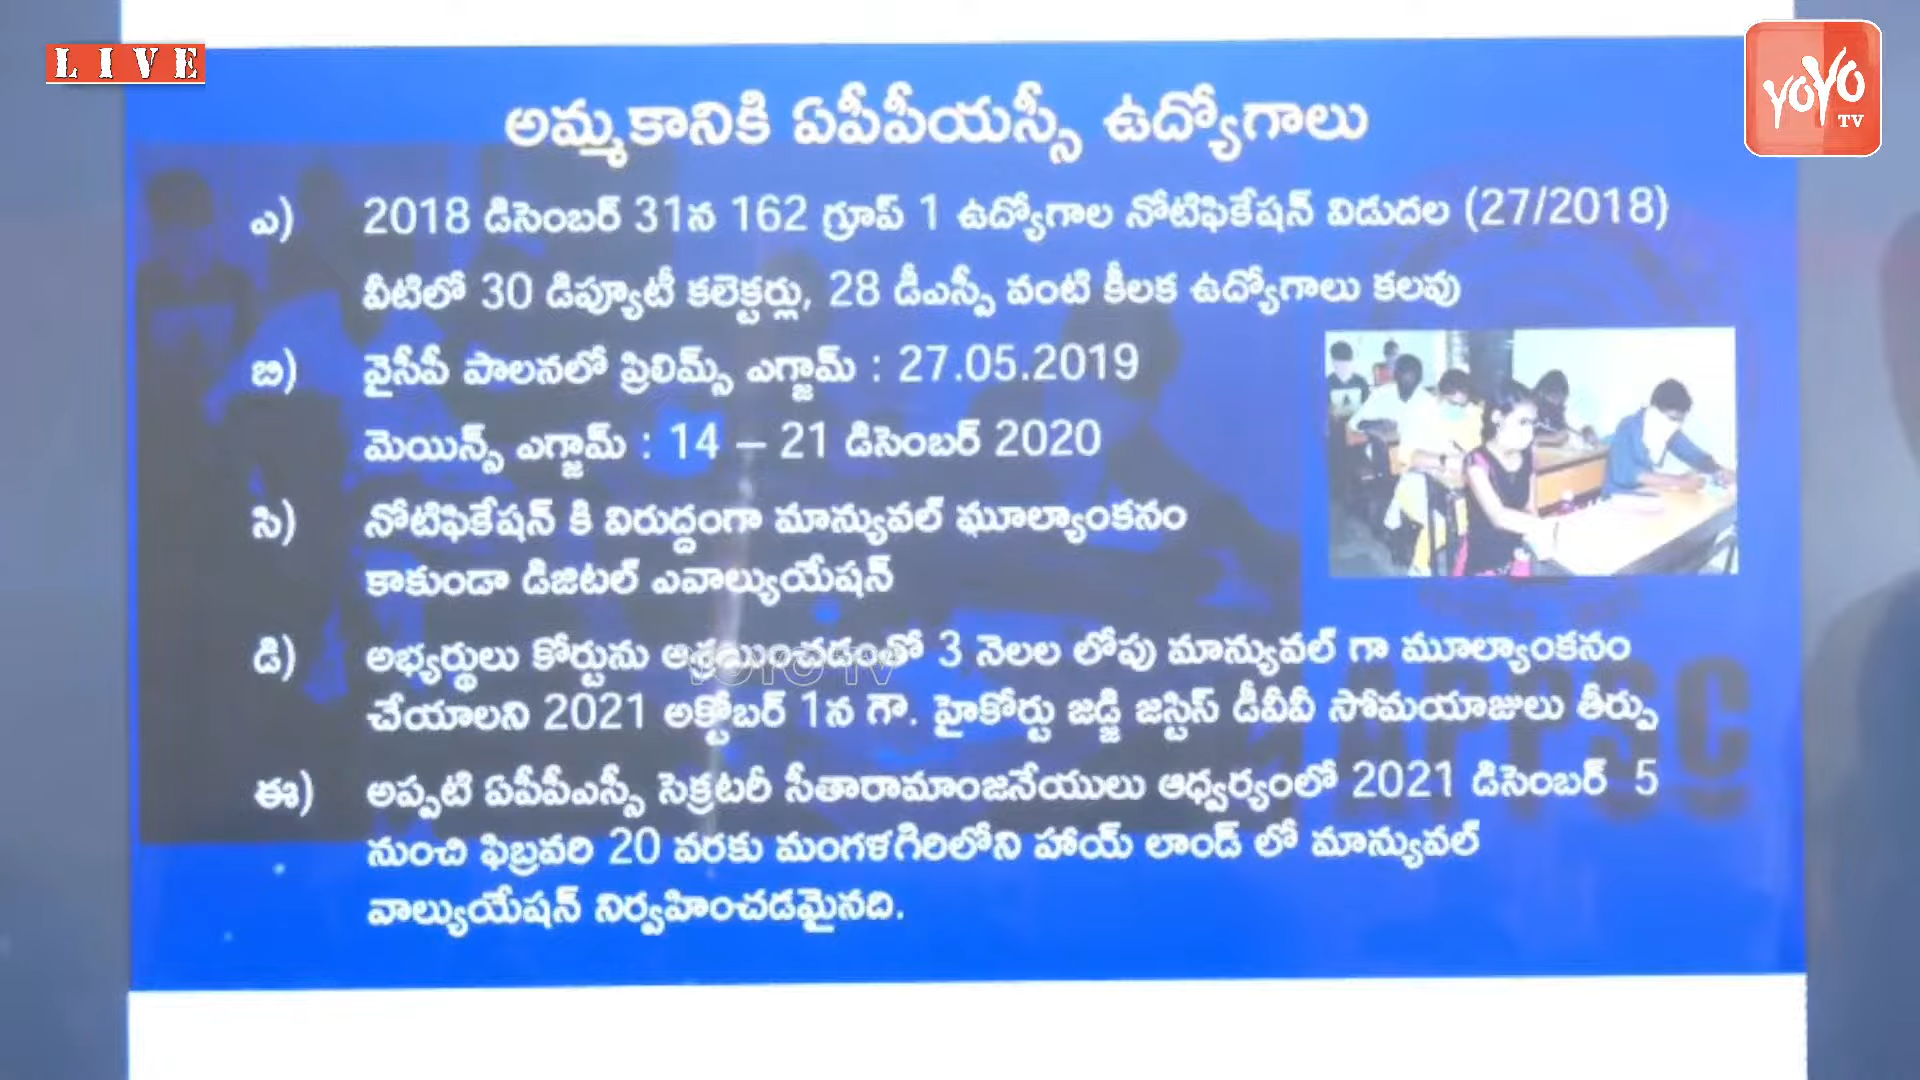 LIVE
YOYO
TV
అమ్మకానికి ఏపీపీయస్సీ ఉద్యోగాలు
ఎ) 2018 డిసెంబర్ 31న 162 గ్రూప్ 1 ఉద్యోగాల నోటిఫికేషన్ విడుదల (27/2018)
వీటిలో 30 డిప్యూటీ కలెక్టర్లు, 28 డీఎస్పీ వంటి కీలక ఉద్యోగాలు కలవు
బి) వైసీపీ పాలనలో ప్రిలిమ్స్ ఎగ్జామ్ : 27.05.2019
మెయిన్స్ ఎగ్జామ్ : 14 – 21 డిసెంబర్ 2020
సి) నోటిఫికేషన్ కి విరుద్దంగా మాన్యువల్ ఘాల్యాంకనం
కాకుండా డిజిటల్ ఎవాల్యుయేషన్
డి) అభ్యర్థులు కోర్టును ఆశ్రయించడంతో 3 నెలల లోపు మాన్యువల్ గా మూల్యాంకనం
YOYO TV
చేయాలని 2021 అక్టోబర్ 1న గౌ. హైకోర్టు జడ్జి జస్టిస్ డీవీవీ సోమయాజులు తీర్పు
ఈ) అప్పటి ఏపీపీఎస్సీ సెక్రటరీ సీతారామాంజనేయులు ఆధ్వర్యంలో 2021 డిసెంబర్ 5
నుంచి ఫిబ్రవరి 20 వరకు మంగళగిరిలోని హాయ్ లాండ్ లో మాన్యువల్
వాల్యుయేషన్ నిర్వహించడమైనది.
APPSC